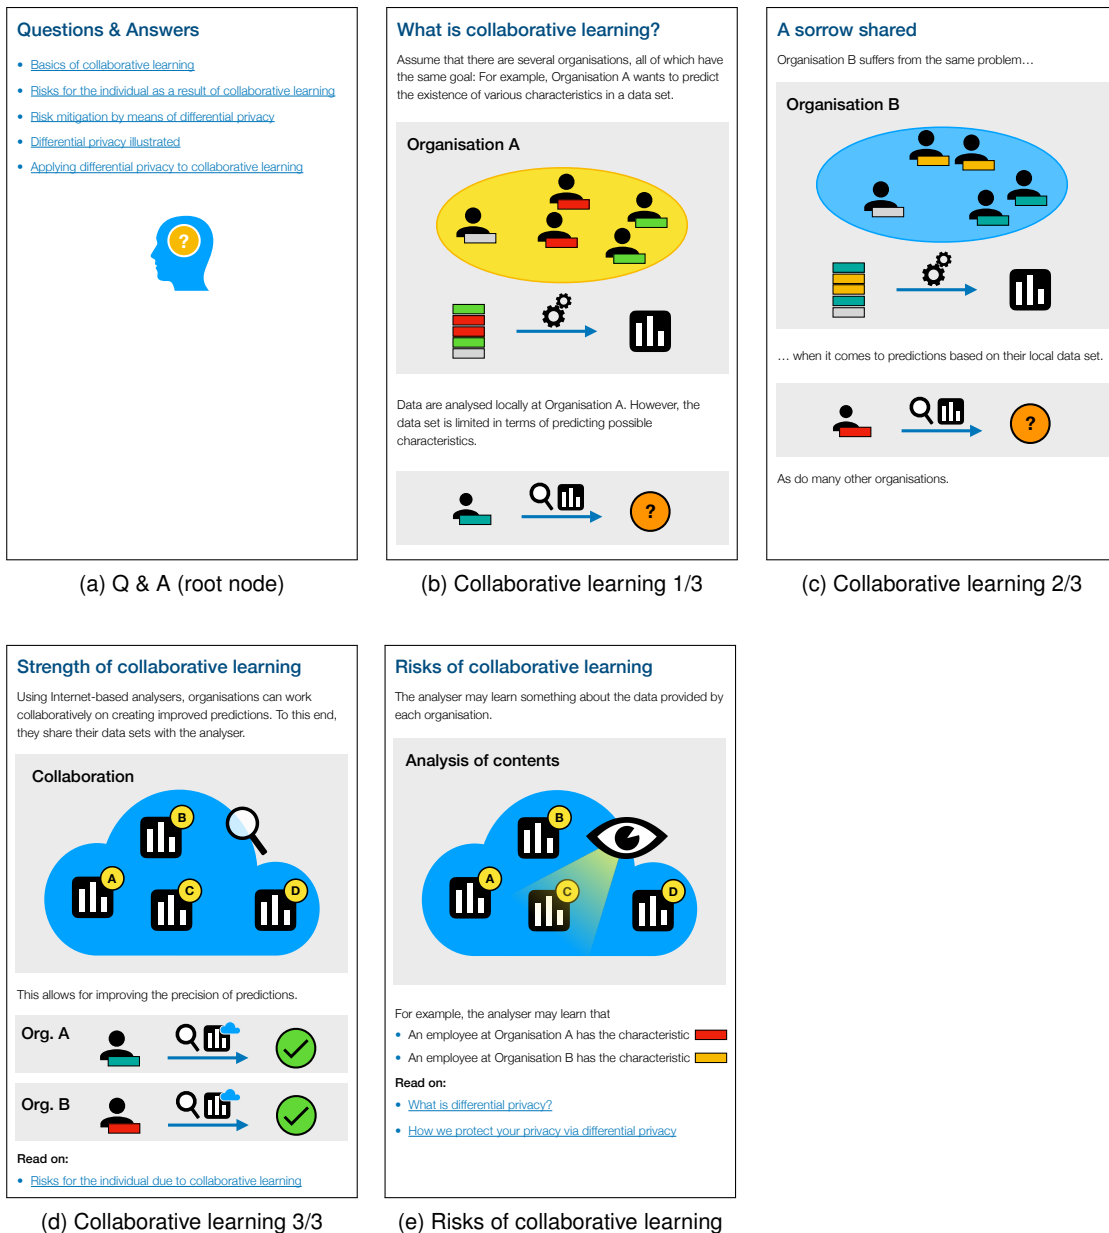 Questions & Answers
• Basics of collaborative learning
• Risks for the individual as a result of collaborative learning
• Risk mitigation by means of differential privacy
• Differential privacy illustrated
• Applying differential privacy to collaborative learning
?
(a) Q & A (root node)
What is collaborative learning?
Assume that there are several organisations, all of which have
the same goal: For example, Organisation A wants to predict
the existence of various characteristics in a data set.
Organisation A
Data are analysed locally at Organisation A. However, the
data set is limited in terms of predicting possible
characteristics.
?
(b) Collaborative learning 1/3
A sorrow shared
Organisation B suffers from the same problem…
Organisation B
… when it comes to predictions based on their local data set.
?
As do many other organisations.
(c) Collaborative learning 2/3
Strength of collaborative learning
Using Internet-based analysers, organisations can work
collaboratively on creating improved predictions. To this end,
they share their data sets with the analyser.
Collaboration
B
A
C
D
This allows for improving the precision of predictions.
Org. A
Org. B
Read on:
• Risks for the individual due to collaborative learning
(d) Collaborative learning 3/3
Risks of collaborative learning
The analyser may learn something about the data provided by
each organisation.
Analysis of contents
B
A
C
D
For example, the analyser may learn that
• An employee at Organisation A has the characteristic
• An employee at Organisation B has the characteristic
Read on:
• What is differential privacy?
• How we protect your privacy via differential privacy
(e) Risks of collaborative learning